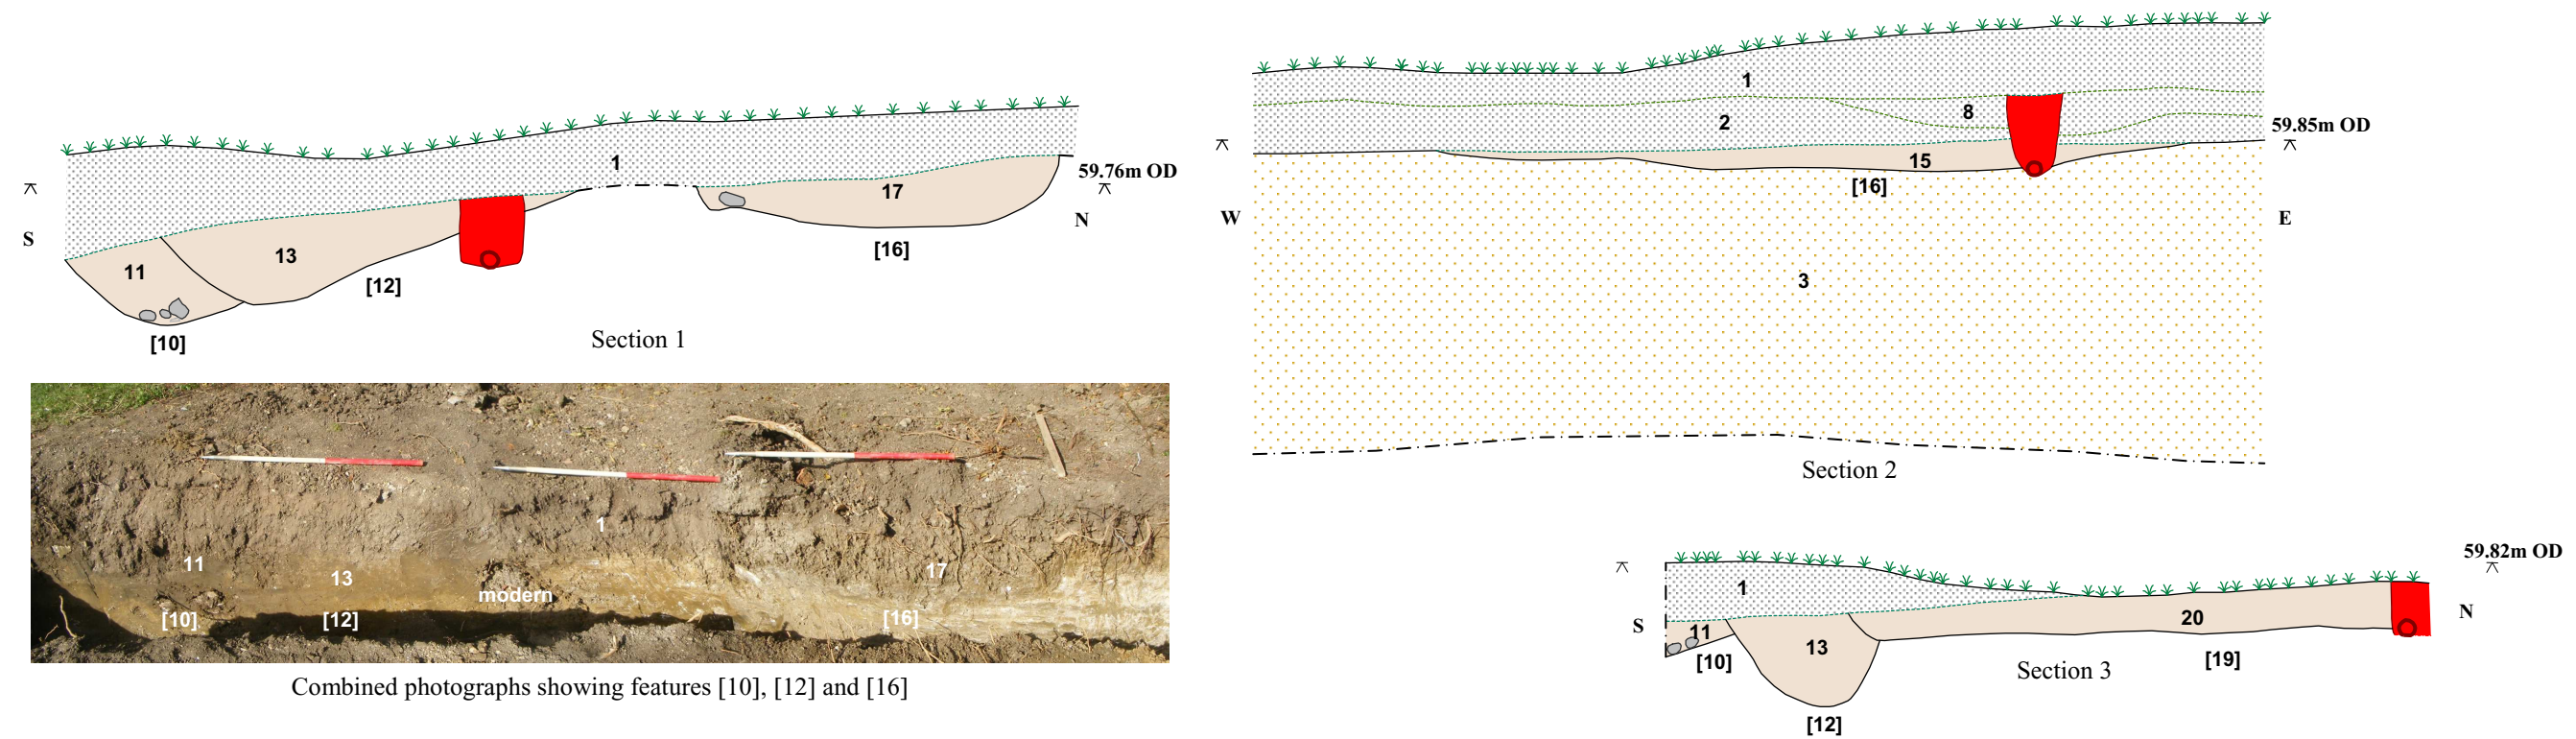 1
17
59.76m OD
S
N
11
13
[12]
[16]
[10]
Section 1
1
8
2
59.85m OD
15
[16]
W
E
3
Section 2
1
11
13
17
modern
[10]
[12]
[16]
Combined photographs showing features [10], [12] and [16]
59.82m OD
1
S
N
11
20
13
[10]
[19]
Section 3
[12]